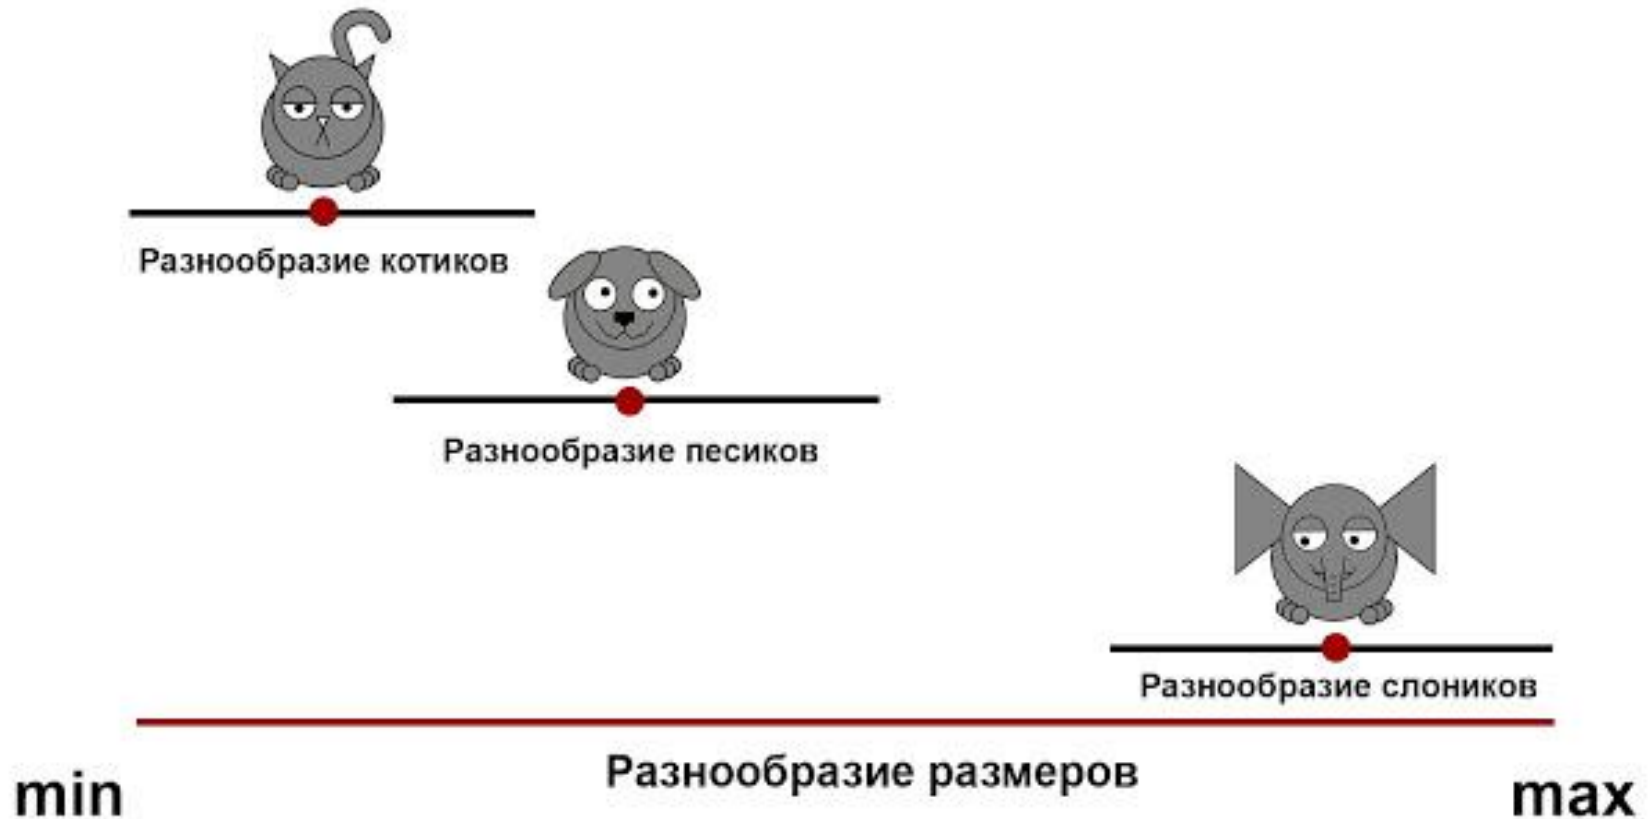 Разнообразие котиков
Разнообразие песиков
Разнообразие слоников
Разнообразие размеров
min
max